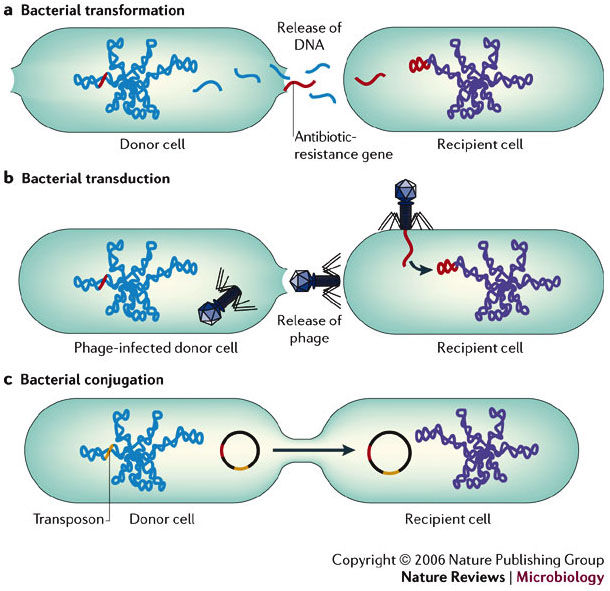 a Bacterial transformation
Release of
DNA
Donor cell
Antibiotic-
resistance gene
Recipient cell
b Bacterial transduction
Phage-infected donor cell
Release of
phage
Recipient cell
c Bacterial conjugation
Transposon
Donor cell
Recipient cell
Copyright © 2006 Nature Publishing Group
Nature Reviews | Microbiology